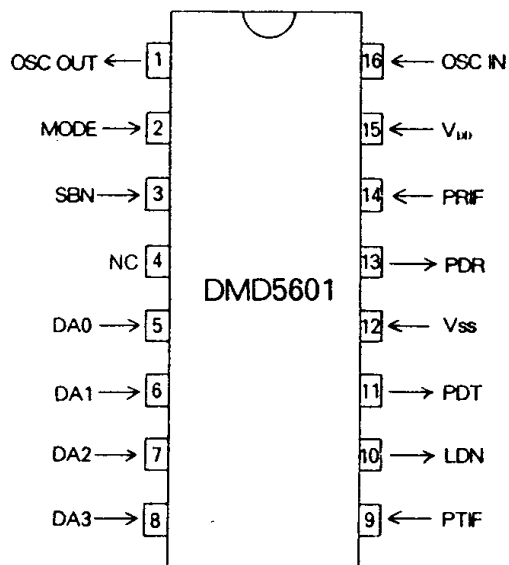 OSC OUT 1 16 OSC IN
MODE 2 15 VDD
SBN 3 14 PRIF
NC 4 13 PDR
DMD5601
DA0 5 12 Vss
DA1 6 11 PDT
DA2 7 10 LDN
DA3 8 9 PTIF